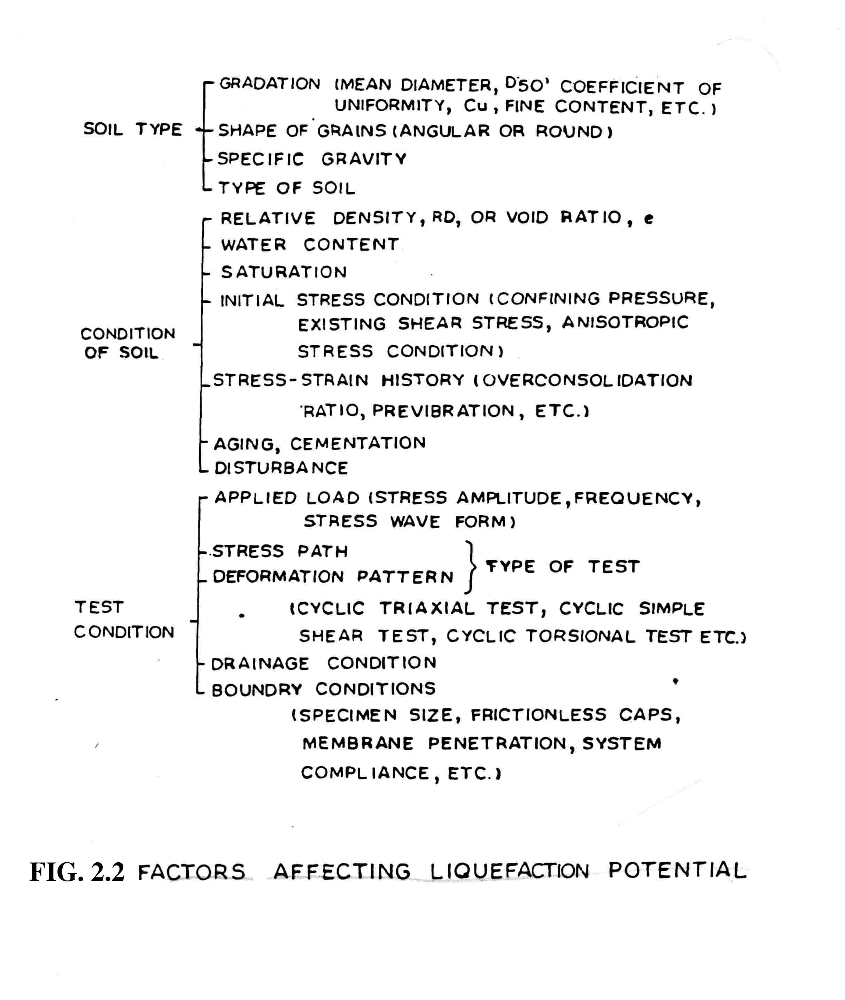 GRADATION (MEAN DIAMETER, D50' COEFFICIENT OF
UNIFORMITY, Cu, FINE CONTENT, ETC.)
SOIL TYPE
SHAPE OF GRAINS (ANGULAR OR ROUND)
SPECIFIC GRAVITY
TYPE OF SOIL
RELATIVE DENSITY, RD, OR VOID RATIO, e
WATER CONTENT
SATURATION
INITIAL STRESS CONDITION (CONFINING PRESSURE,
EXISTING SHEAR STRESS, ANISOTROPIC
STRESS CONDITION)
CONDITION
OF SOIL
STRESS-STRAIN HISTORY (OVERCONSOLIDATION
RATIO, PREVIBRATION, ETC.)
AGING, CEMENTATION
DISTURBANCE
APPLIED LOAD (STRESS AMPLITUDE, FREQUENCY,
STRESS WAVE FORM)
STRESS PATH
DEFORMATION PATTERN
TYPE OF TEST
TEST
CONDITION
(CYCLIC TRIAXIAL TEST, CYCLIC SIMPLE
SHEAR TEST, CYCLIC TORSIONAL TEST ETC.)
DRAINAGE CONDITION
BOUNDRY CONDITIONS
(SPECIMEN SIZE, FRICTIONLESS CAPS,
MEMBRANE PENETRATION, SYSTEM
COMPLIANCE, ETC.)
FIG. 2.2 FACTORS AFFECTING LIQUEFACTION POTENTIAL